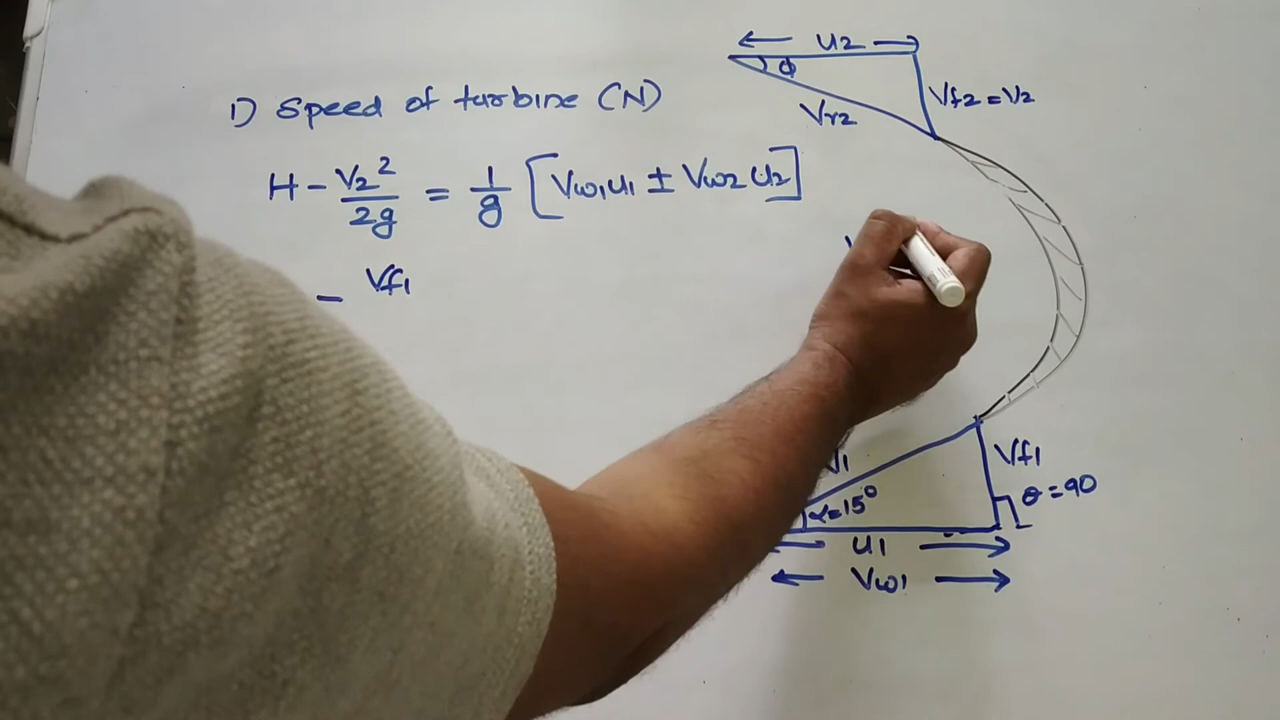 1) Speed of turbine (N)
H - V₂²/2g = 1/g [Vw₁u₁ ± Vw₂u₂]
- Vf₁
u₂
ϕ
Vr₂
Vf₂ = V₂
V₁
α=15°
Vf₁
θ = 90
u₁
Vw₁